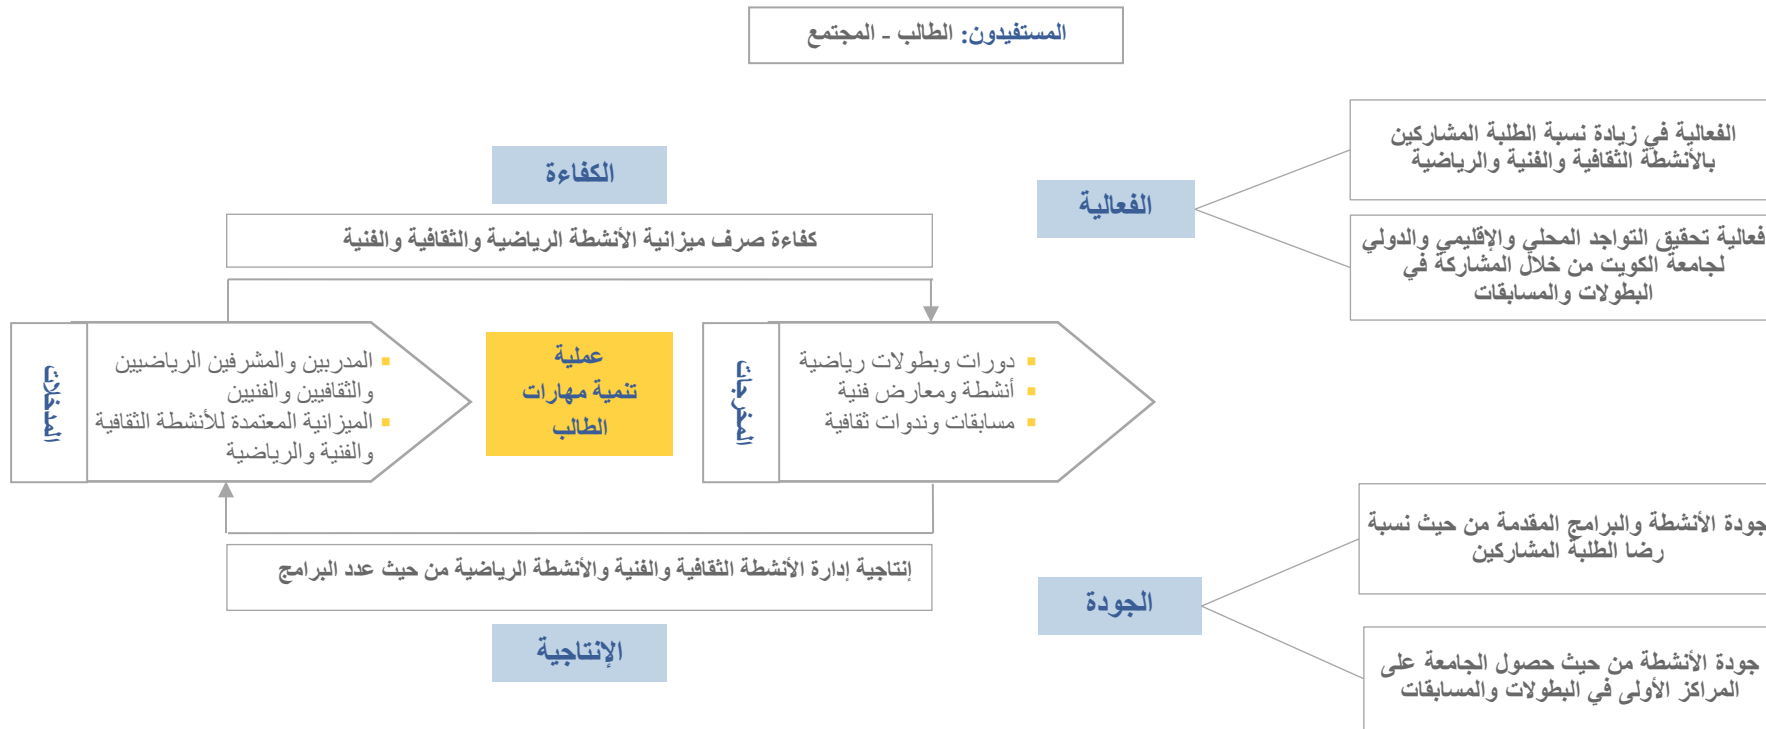 المستفيدون: الطالب - المجتمع
الفعالية في زيادة نسبة الطلبة المشاركين
بالأنشطة الثقافية والفنية والرياضية
الفعالية
فعالية تحقيق التواجد المحلي والإقليمي والدولي
لجامعة الكويت من خلال المشاركة في
البطولات والمسابقات
الكفاءة
كفاءة صرف ميزانية الأنشطة الرياضية والثقافية والفنية
المدخلات
المدربين والمشرفين الرياضيين
والثقافيين والفنيين
الميزانية المعتمدة للأنشطة الثقافية
والفنية والرياضية
عملية
تنمية مهارات
الطالب
المخرجات
دورات وبطولات رياضية
أنشطة ومعارض فنية
مسابقات وندوات ثقافية
إنتاجية إدارة الأنشطة الثقافية والفنية والأنشطة الرياضية من حيث عدد البرامج
الإنتاجية
جودة الأنشطة والبرامج المقدمة من حيث نسبة
رضا الطلبة المشاركين
الجودة
جودة الأنشطة من حيث حصول الجامعة على
المراكز الأولى في البطولات والمسابقات